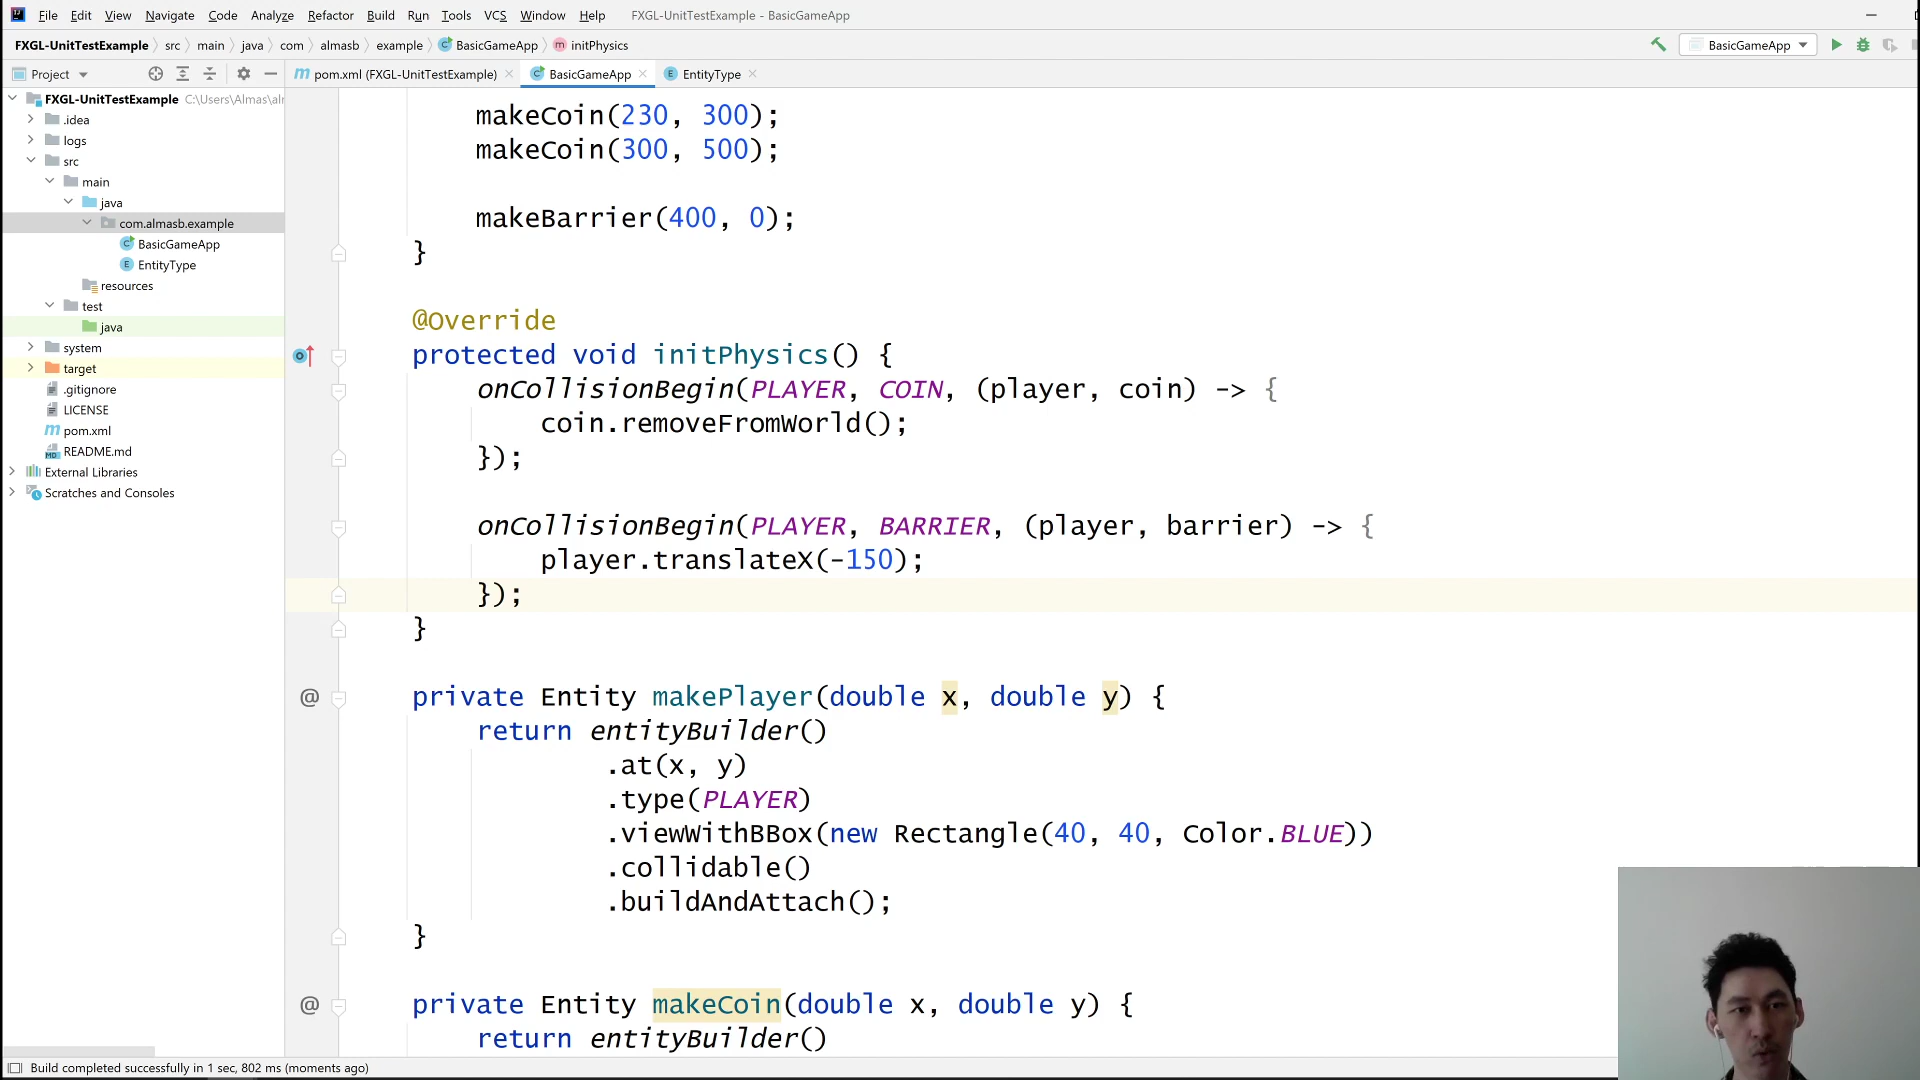 File Edit View Navigate Code Analyze Refactor Build Run Tools VCS Window Help FXGL-UnitTestExample - BasicGameApp
FXGL-UnitTestExample src main java com almasb example BasicGameApp initPhysics BasicGameApp
Project
pom.xml (FXGL-UnitTestExample) BasicGameApp EntityType
FXGL-UnitTestExample C:\Users\Almas\
.idea
logs
src
main
java
com.almasb.example
BasicGameApp
EntityType
resources
test
java
system
target
.gitignore
LICENSE
pom.xml
README.md
External Libraries
Scratches and Consoles
makeCoin(230, 300);
makeCoin(300, 500);
makeBarrier(400, 0);
}
@Override
protected void initPhysics() {
onCollisionBegin(PLAYER, COIN, (player, coin) -> {
coin.removeFromWorld();
});
onCollisionBegin(PLAYER, BARRIER, (player, barrier) -> {
player.translateX(-150);
});
}
private Entity makePlayer(double x, double y) {
return entityBuilder()
.at(x, y)
.type(PLAYER)
.viewWithBBox(new Rectangle(40, 40, Color.BLUE))
.collidable()
.buildAndAttach();
}
private Entity makeCoin(double x, double y) {
return entityBuilder()
Build completed successfully in 1 sec, 802 ms (moments ago)